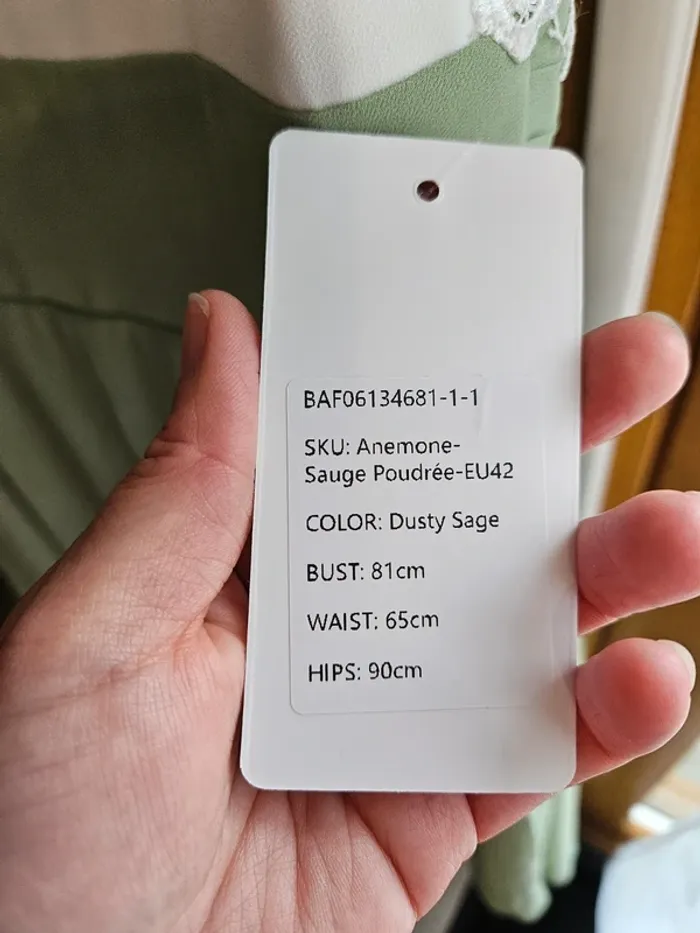 BAF06134681-1-1
SKU: Anemone-
Sauge Poudrée-EU42
COLOR: Dusty Sage
BUST: 81cm
WAIST: 65cm
HIPS: 90cm